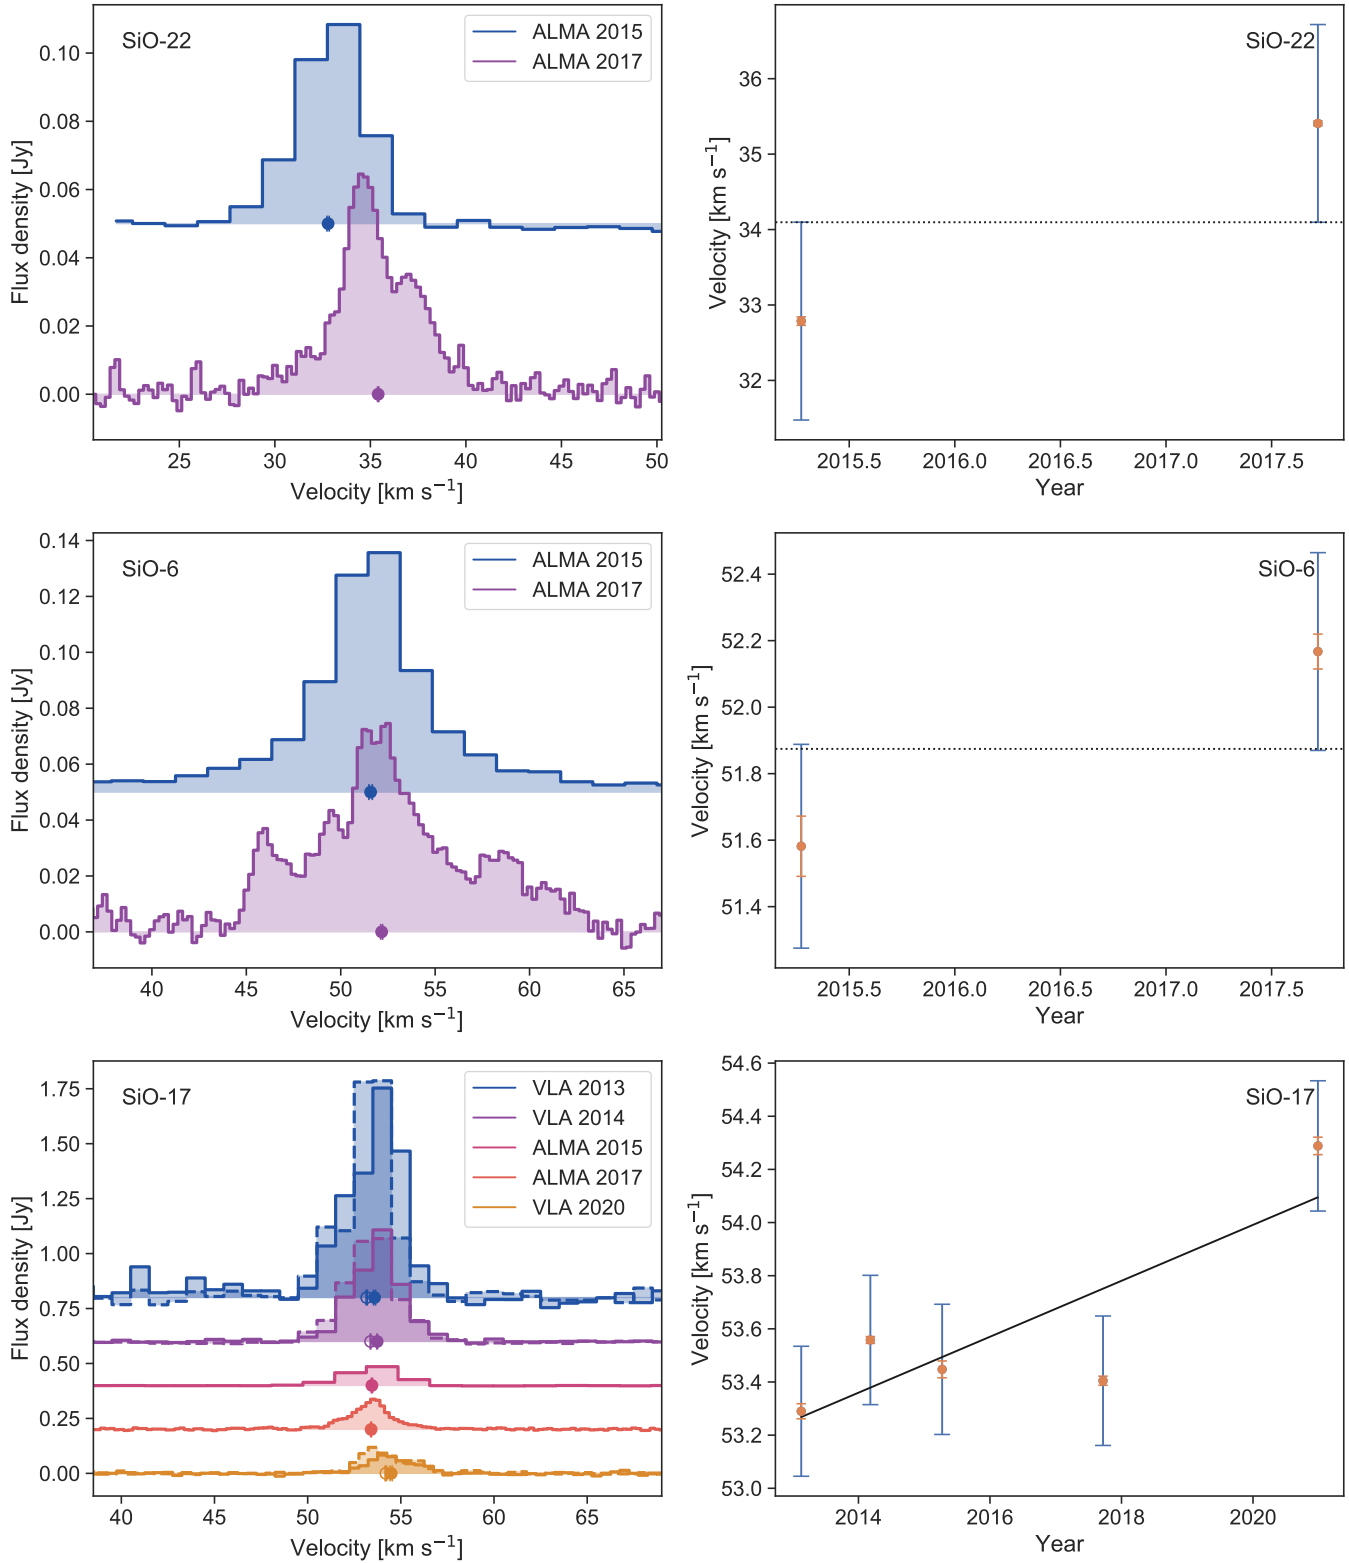 SiO-22
ALMA 2015
ALMA 2017
0.10
0.08
0.06
0.04
0.02
0.00
Flux density [Jy]
25 30 35 40 45 50
Velocity [km s−1]
SiO-22
36
35
34
33
32
Velocity [km s−1]
2015.5 2016.0 2016.5 2017.0 2017.5
Year
SiO-6
ALMA 2015
ALMA 2017
0.14
0.12
0.10
0.08
0.06
0.04
0.02
0.00
Flux density [Jy]
40 45 50 55 60 65
Velocity [km s−1]
SiO-6
52.4
52.2
52.0
51.8
51.6
51.4
Velocity [km s−1]
2015.5 2016.0 2016.5 2017.0 2017.5
Year
SiO-17
VLA 2013
VLA 2014
ALMA 2015
ALMA 2017
VLA 2020
1.75
1.50
1.25
1.00
0.75
0.50
0.25
0.00
Flux density [Jy]
40 45 50 55 60 65
Velocity [km s−1]
SiO-17
54.6
54.4
54.2
54.0
53.8
53.6
53.4
53.2
53.0
Velocity [km s−1]
2014 2016 2018 2020
Year